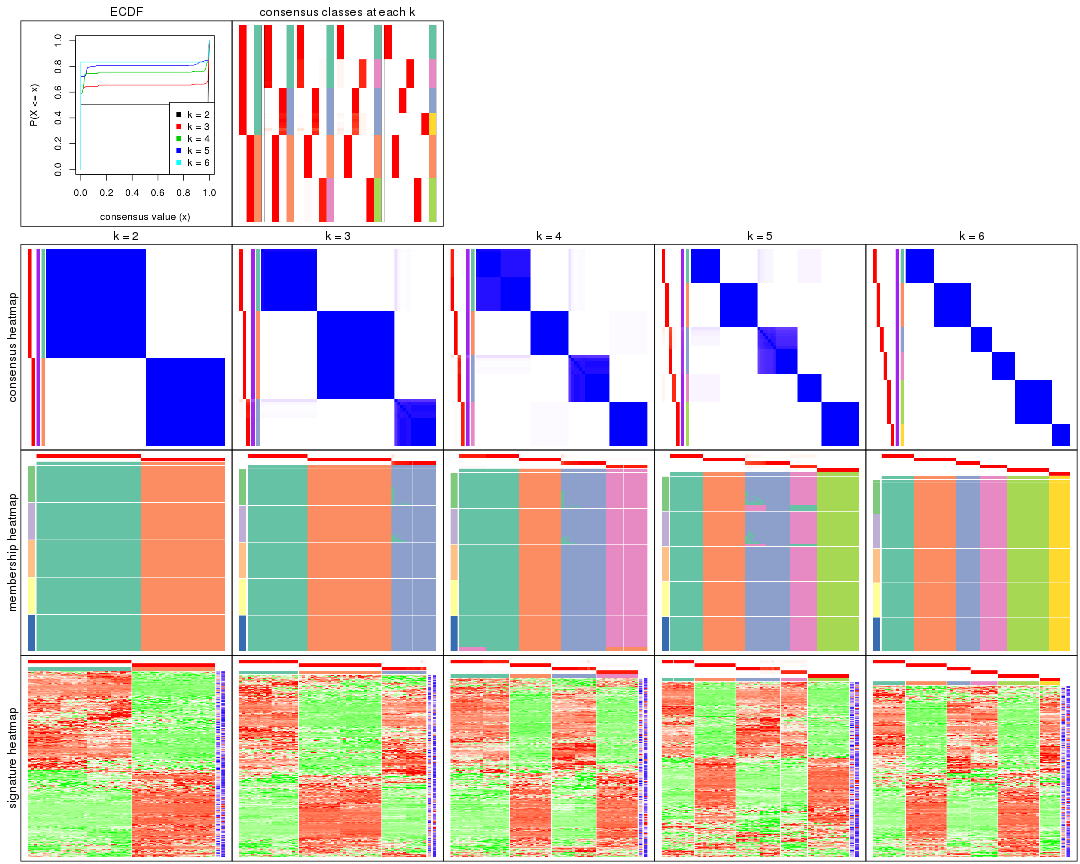 ECDF
consensus classes at each k
P(X <= x)
0.0 0.2 0.4 0.6 0.8 1.0
k = 2
k = 3
k = 4
k = 5
k = 6
0.0 0.2 0.4 0.6 0.8 1.0
consensus value (x)
k = 2
k = 3
k = 4
k = 5
k = 6
consensus heatmap
membership heatmap
signature heatmap